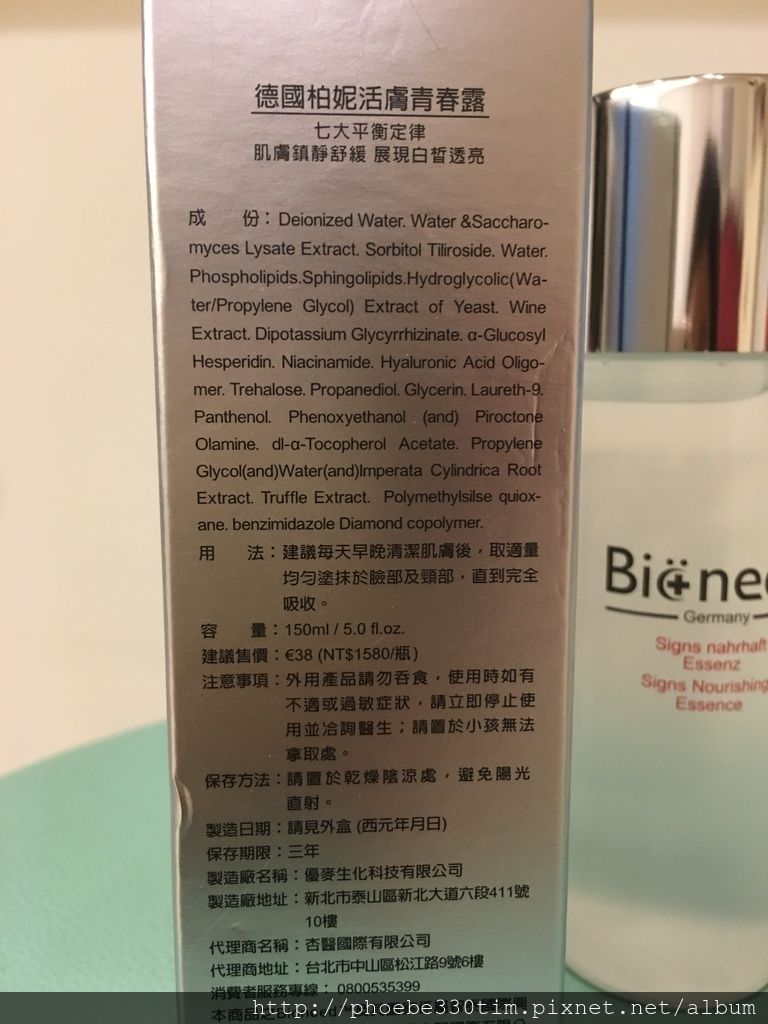 德國柏妮活膚青春露
七大平衡定律
肌膚鎮靜舒緩 展現白皙透亮
成 份：Deionized Water. Water &Saccharo-
myces Lysate Extract. Sorbitol Tiliroside. Water.
Phospholipids.Sphingolipids.Hydroglycolic(Wa-
ter/Propylene Glycol) Extract of Yeast. Wine
Extract. Dipotassium Glycyrrhizinate. α-Glucosyl
Hesperidin. Niacinamide. Hyaluronic Acid Oligo-
mer. Trehalose. Propanediol. Glycerin. Laureth-9.
Panthenol. Phenoxyethanol (and) Piroctone
Olamine. dl-α-Tocopherol Acetate. Propylene
Glycol(and)Water(and)Imperata Cylindrica Root
Extract. Truffle Extract. Polymethylsilse quiox-
ane. benzimidazole Diamond copolymer.
用 法：建議每天早晚清潔肌膚後，取適量
均勻塗抹於臉部及頸部，直到完全
吸收。
容 量：150ml / 5.0 fl.oz.
建議售價：€38 (NT$1580/瓶)
注意事項：外用產品請勿吞食，使用時如有
不適或過敏症狀，請立即停止使
用並洽詢醫生；請置於小孩無法
拿取處。
保存方法：請置於乾燥陰涼處，避免陽光
直射。
製造日期：請見外盒 (西元年月日)
保存期限：三年
製造廠名稱：優麥生化科技有限公司
製造廠地址：新北市泰山區新北大道六段411號
10樓
代理商名稱：杏醫國際有限公司
代理商地址：台北市中山區松江路9號6樓
消費者服務專線：0800535399
本商品之
Biöne
Germany
Signs nahrhaft
Essenz
Signs Nourishing
Essence
http://phoebe330tim.pixnet.net/album